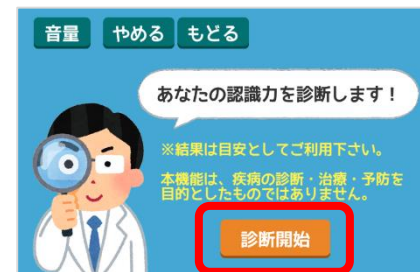 音量 やめる もどる
あなたの認識力を診断します！
※結果は目安としてご利用下さい。
本機能は、疾病の診断・治療・予防を
目的としたものではありません。
診断開始